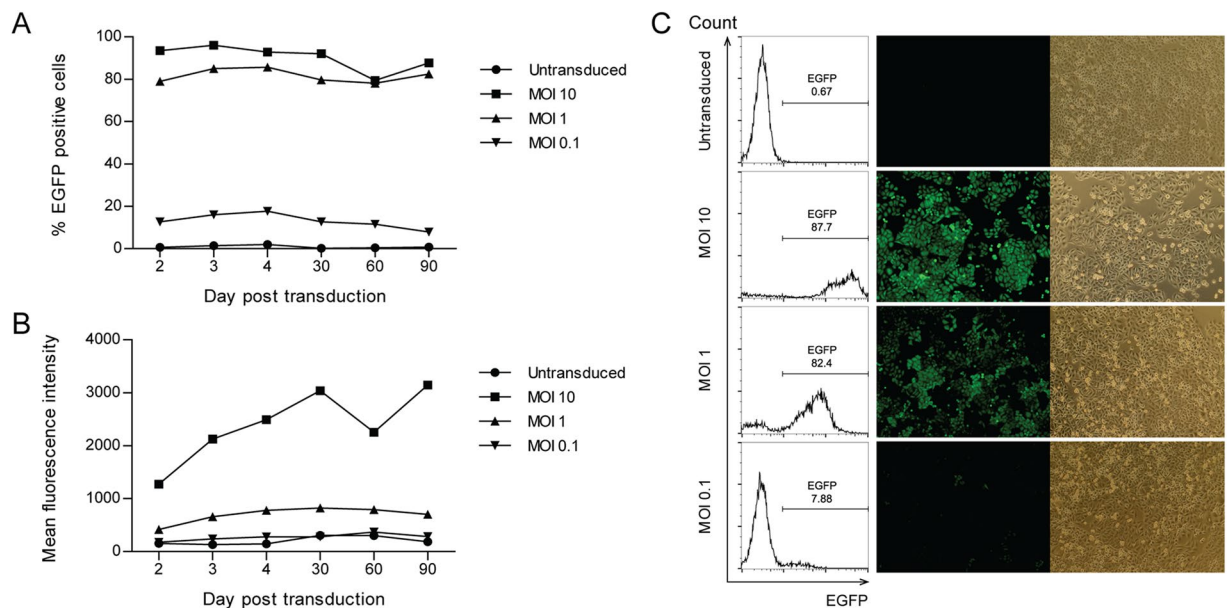 A
% EGFP positive cells
100
80
60
40
20
0
2 3 4 30 60 90
Day post transduction
Untransduced
MOI 10
MOI 1
MOI 0.1
B
Mean fluorescence intensity
4000
3000
2000
1000
0
2 3 4 30 60 90
Day post transduction
Untransduced
MOI 10
MOI 1
MOI 0.1
C
Count
Untransduced
EGFP
0.67
MOI 10
EGFP
87.7
MOI 1
EGFP
82.4
MOI 0.1
EGFP
7.88
EGFP